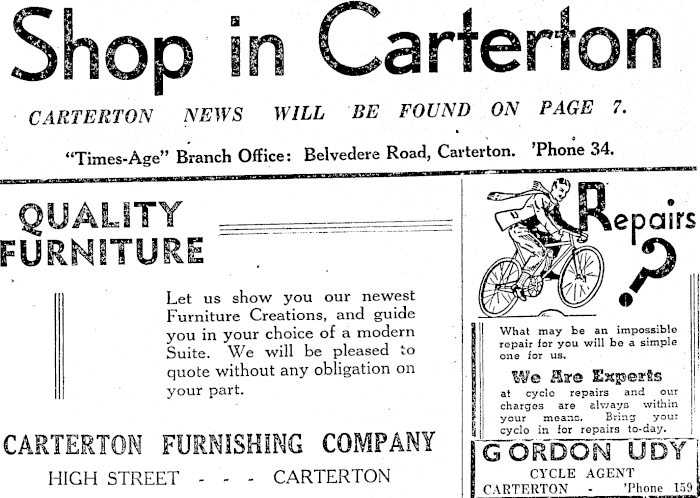 Shop in Carterton
CARTERTON NEWS WILL BE FOUND ON PAGE 7.
"Times-Age" Branch Office: Belvedere Road, Carterton. 'Phone 34.
QUALITY
FURNITURE
Let us show you our newest
Furniture Creations, and guide
you in your choice of a modern
Suite. We will be pleased to
quote without any obligation on
your part.
CARTERTON FURNISHING COMPANY
HIGH STREET - - - CARTERTON
Repairs
?
What may be an impossible
repair for you will be a simple
one for us.
We Are Experts
at cycle repairs and our
charges are always within
your means. Bring your
cycle in for repairs to-day.
GORDON UDY
CYCLE AGENT
CARTERTON - 'Phone 159